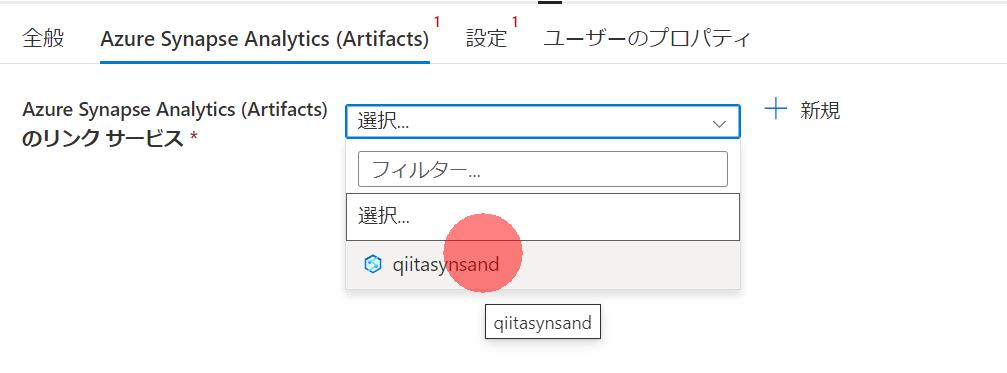 全般
Azure Synapse Analytics (Artifacts) 1
設定 1
ユーザーのプロパティ
Azure Synapse Analytics (Artifacts)
のリンク サービス *
選択...
新規
フィルター...
選択...
qiitasynsand
qiitasynsand